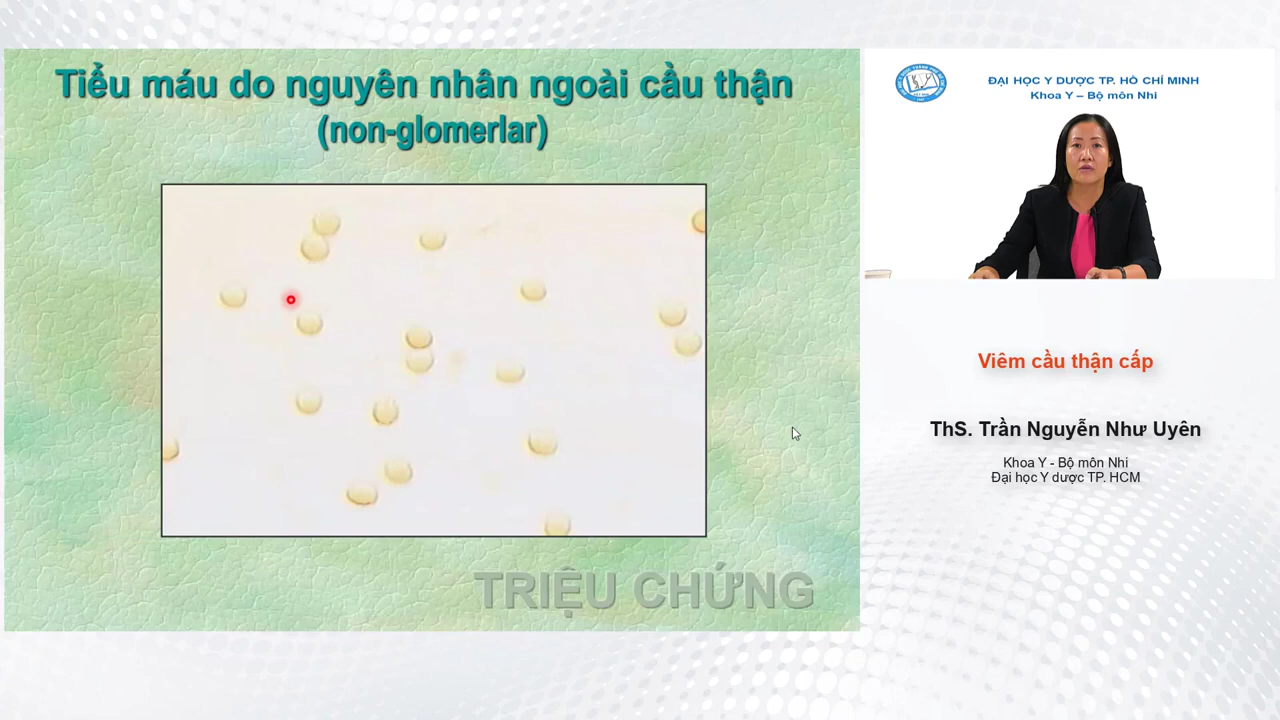 Tiểu máu do nguyên nhân ngoài cầu thận
(non-glomerlar)
TRIỆU CHỨNG
ĐẠI HỌC Y DƯỢC TP. HỒ CHÍ MINH
Khoa Y – Bộ môn Nhi
Viêm cầu thận cấp
ThS. Trần Nguyễn Như Uyên
Khoa Y - Bộ môn Nhi
Đại học Y dược TP. HCM